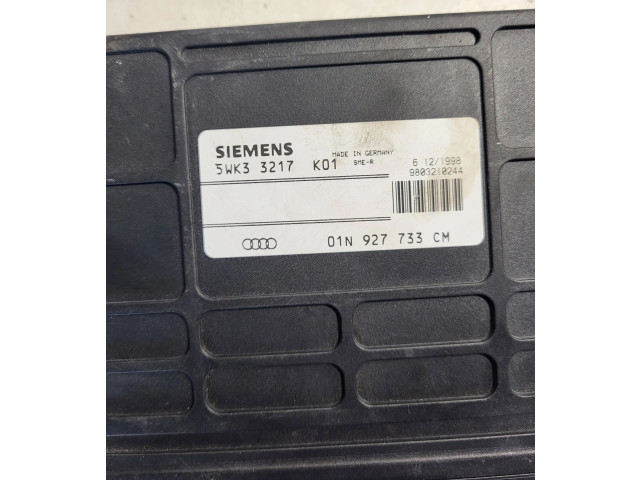 SIEMENS
MADE IN GERMANY
5WK3 3217 K01 SME-R
6 12/1998
9803210244
01N 927 733 CM